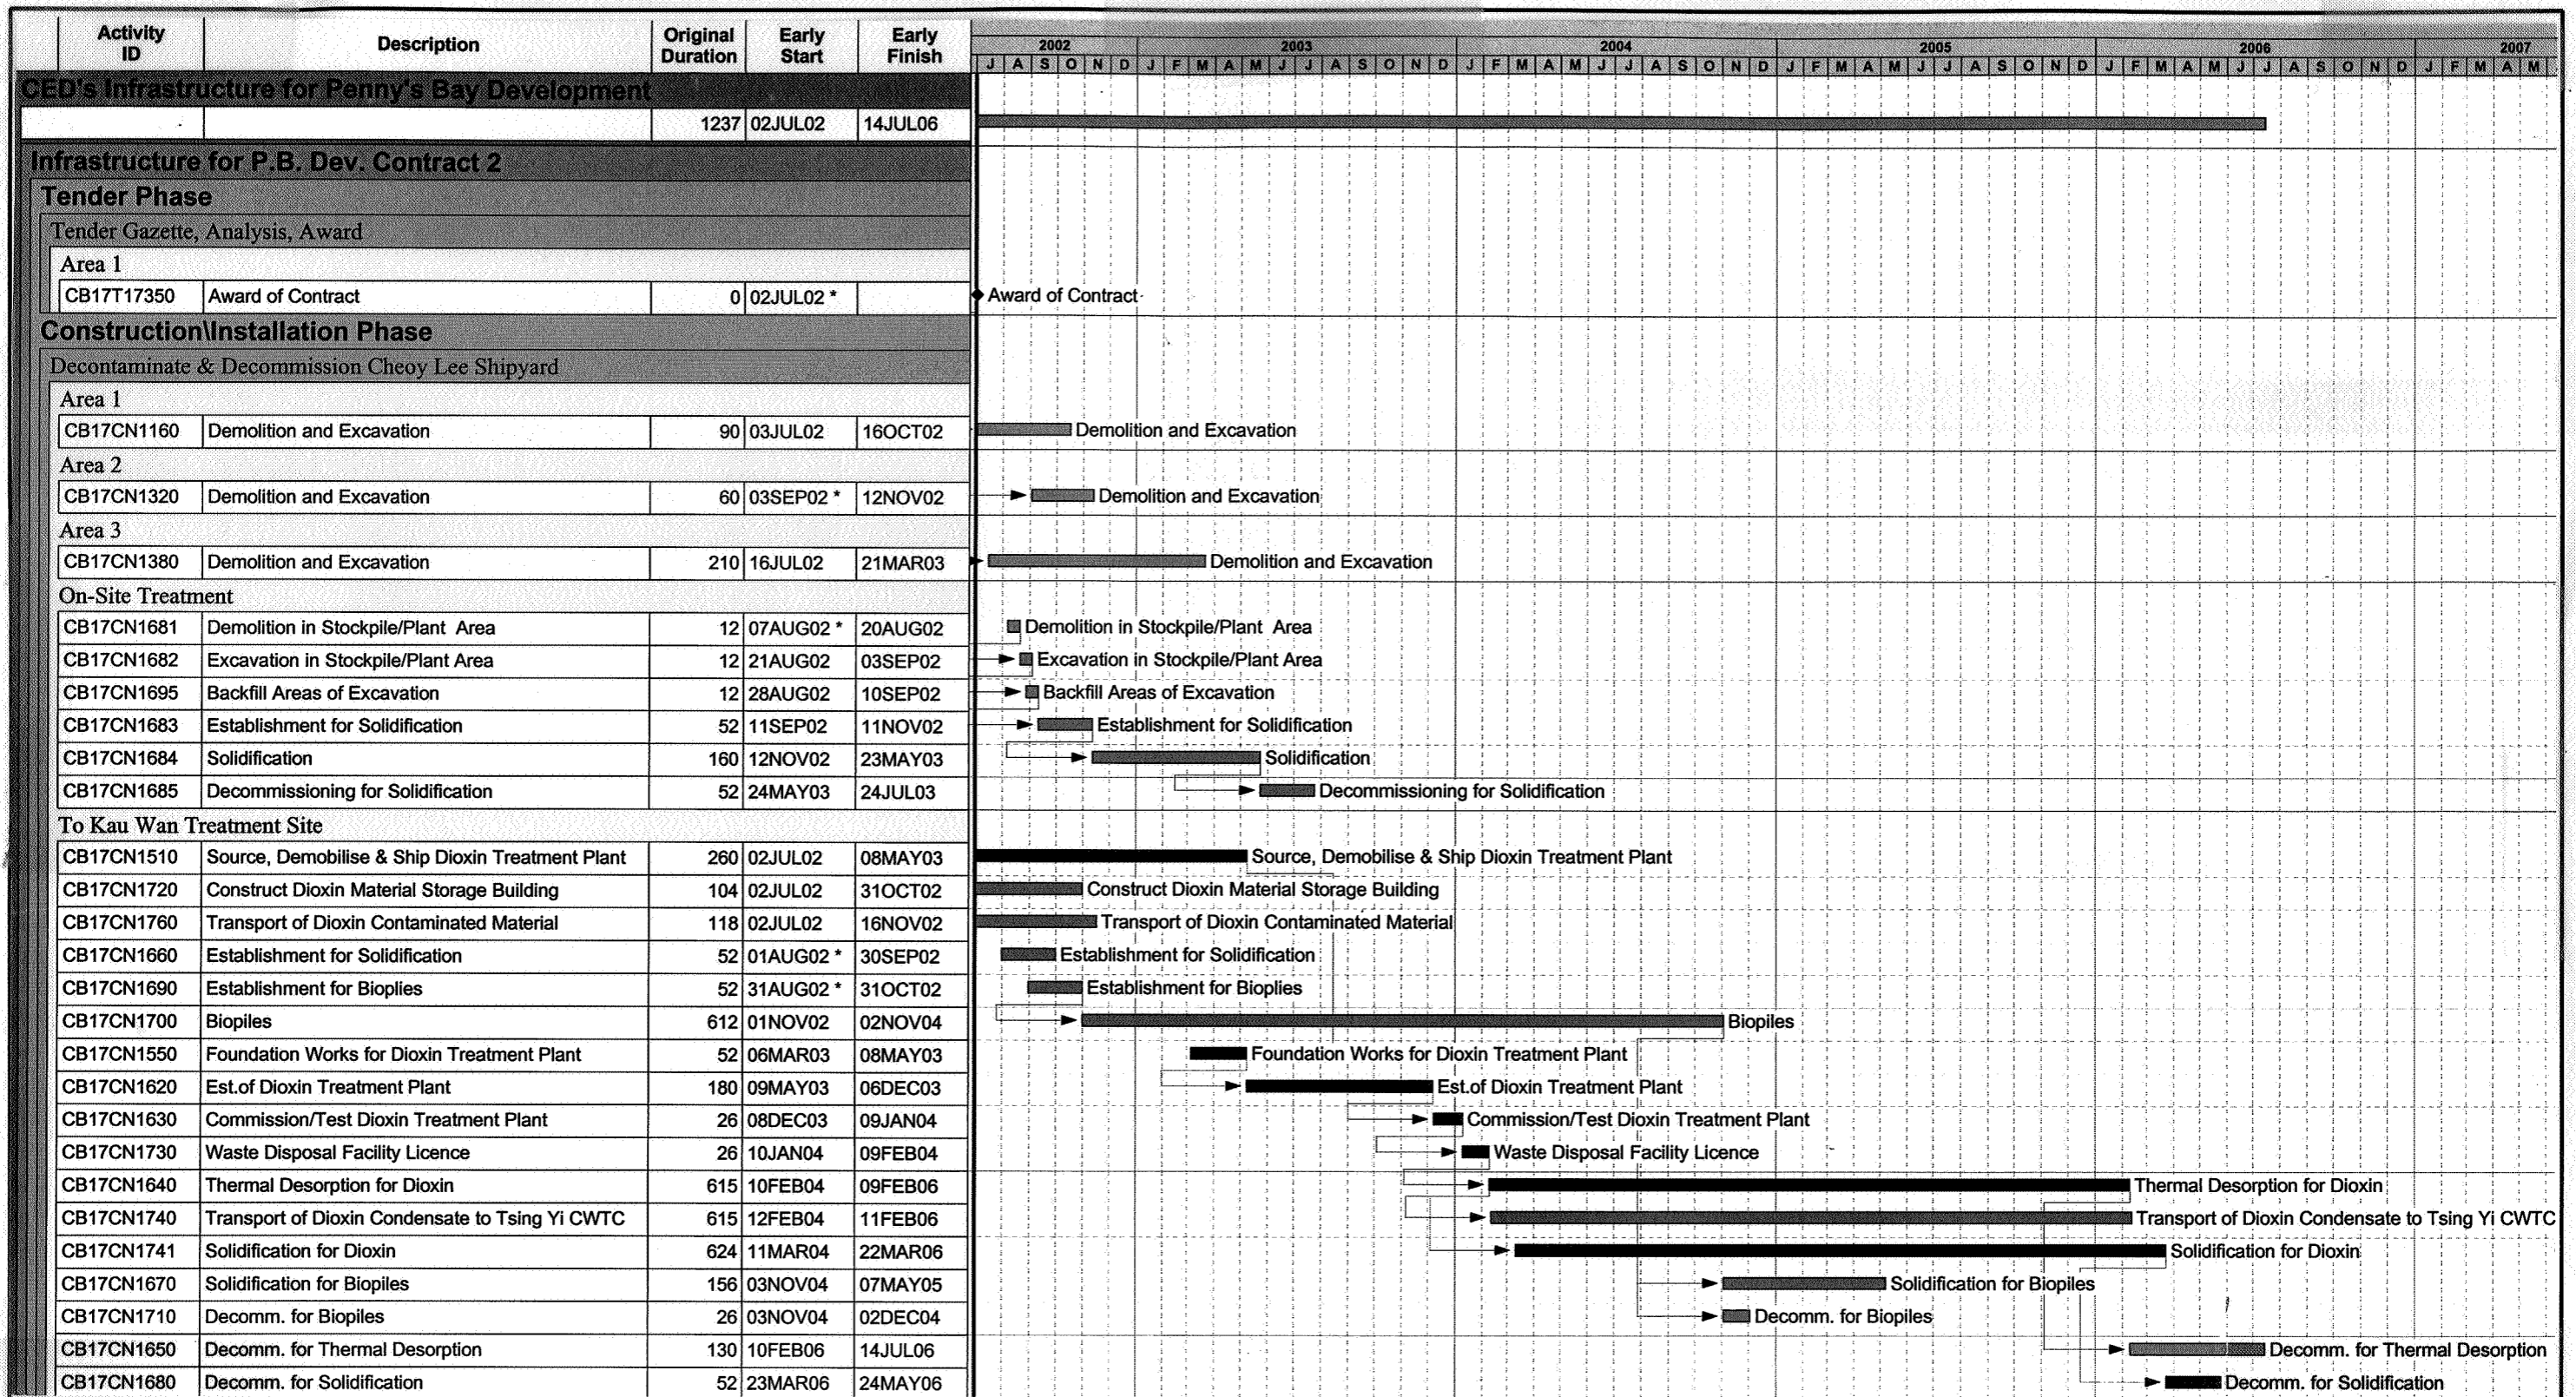 Activity ID Description Original Duration Early Start Early Finish
2002 2003 2004 2005 2006 2007
J A S O N D J F M A M J J A S O N D J F M A M J J A S O N D J F M A M J J A S O N D J F M A M J J A S O N D J F M A M
CED's Infrastructure for Penny's Bay Development
1237 02JUL02 14JUL06
Infrastructure for P.B. Dev. Contract 2
Tender Phase
Tender Gazette, Analysis, Award
Area 1
CB17T17350 Award of Contract 0 02JUL02 * Award of Contract
Construction\Installation Phase
Decontaminate & Decommission Cheoy Lee Shipyard
Area 1
CB17CN1160 Demolition and Excavation 90 03JUL02 16OCT02 Demolition and Excavation
Area 2
CB17CN1320 Demolition and Excavation 60 03SEP02 * 12NOV02 Demolition and Excavation
Area 3
CB17CN1380 Demolition and Excavation 210 16JUL02 21MAR03 Demolition and Excavation
On-Site Treatment
CB17CN1681 Demolition in Stockpile/Plant Area 12 07AUG02 * 20AUG02 Demolition in Stockpile/Plant Area
CB17CN1682 Excavation in Stockpile/Plant Area 12 21AUG02 03SEP02 Excavation in Stockpile/Plant Area
CB17CN1695 Backfill Areas of Excavation 12 28AUG02 10SEP02 Backfill Areas of Excavation
CB17CN1683 Establishment for Solidification 52 11SEP02 11NOV02 Establishment for Solidification
CB17CN1684 Solidification 160 12NOV02 23MAY03 Solidification
CB17CN1685 Decommissioning for Solidification 52 24MAY03 24JUL03 Decommissioning for Solidification
To Kau Wan Treatment Site
CB17CN1510 Source, Demobilise & Ship Dioxin Treatment Plant 260 02JUL02 08MAY03 Source, Demobilise & Ship Dioxin Treatment Plant
CB17CN1720 Construct Dioxin Material Storage Building 104 02JUL02 31OCT02 Construct Dioxin Material Storage Building
CB17CN1760 Transport of Dioxin Contaminated Material 118 02JUL02 16NOV02 Transport of Dioxin Contaminated Material
CB17CN1660 Establishment for Solidification 52 01AUG02 * 30SEP02 Establishment for Solidification
CB17CN1690 Establishment for Bioplies 52 31AUG02 * 31OCT02 Establishment for Bioplies
CB17CN1700 Biopiles 612 01NOV02 02NOV04 Biopiles
CB17CN1550 Foundation Works for Dioxin Treatment Plant 52 06MAR03 08MAY03 Foundation Works for Dioxin Treatment Plant
CB17CN1620 Est.of Dioxin Treatment Plant 180 09MAY03 06DEC03 Est.of Dioxin Treatment Plant
CB17CN1630 Commission/Test Dioxin Treatment Plant 26 08DEC03 09JAN04 Commission/Test Dioxin Treatment Plant
CB17CN1730 Waste Disposal Facility Licence 26 10JAN04 09FEB04 Waste Disposal Facility Licence
CB17CN1640 Thermal Desorption for Dioxin 615 10FEB04 09FEB06 Thermal Desorption for Dioxin
CB17CN1740 Transport of Dioxin Condensate to Tsing Yi CWTC 615 12FEB04 11FEB06 Transport of Dioxin Condensate to Tsing Yi CWTC
CB17CN1741 Solidification for Dioxin 624 11MAR04 22MAR06 Solidification for Dioxin
CB17CN1670 Solidification for Biopiles 156 03NOV04 07MAY05 Solidification for Biopiles
CB17CN1710 Decomm. for Biopiles 26 03NOV04 02DEC04 Decomm. for Biopiles
CB17CN1650 Decomm. for Thermal Desorption 130 10FEB06 14JUL06 Decomm. for Thermal Desorption
CB17CN1680 Decomm. for Solidification 52 23MAR06 24MAY06 Decomm. for Solidification